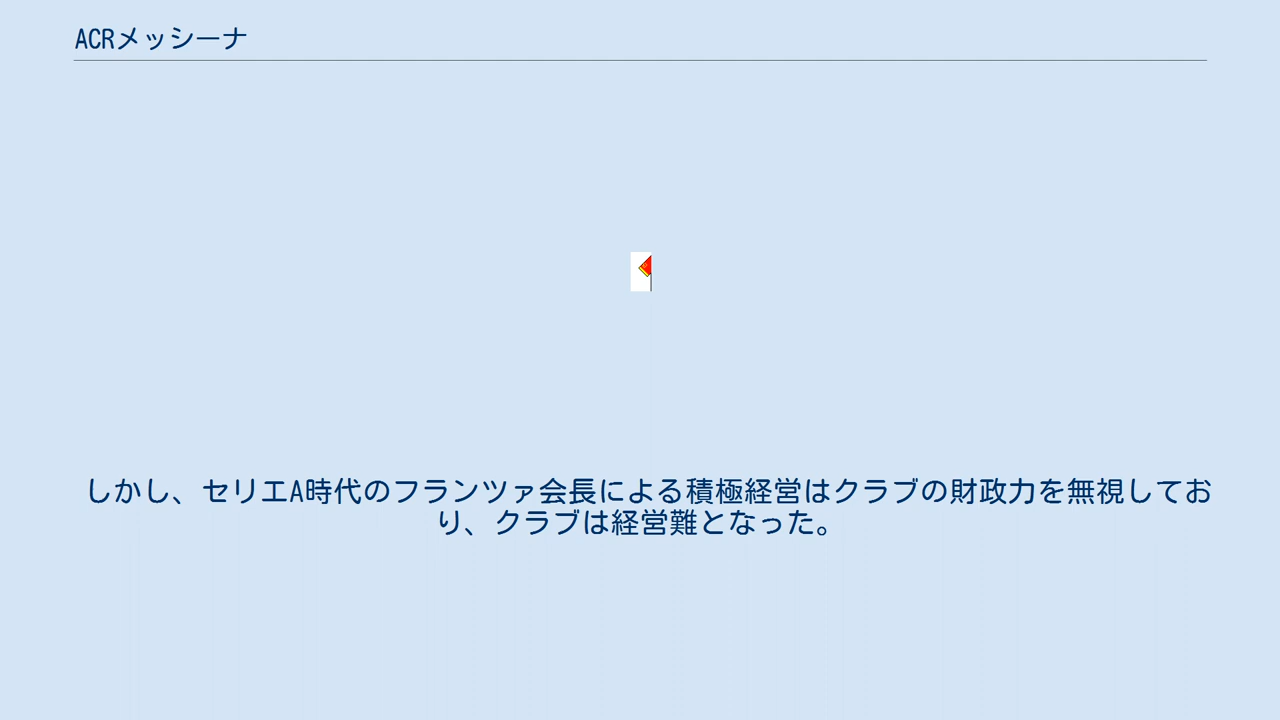 ACRメッシーナ
しかし、セリエA時代のフランツァ会長による積極経営はクラブの財政力を無視してお
り、クラブは経営難となった。